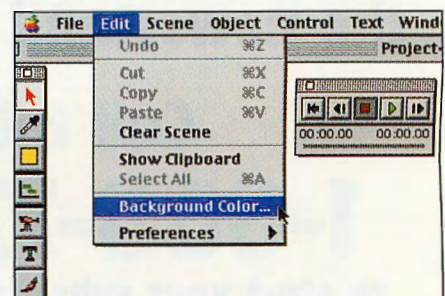 File Edit Scene Object Control Text Wind
Project-
Undo ⌘Z
Cut ⌘X
Copy ⌘C
Paste ⌘V
Clear Scene
Show Clipboard
Select All ⌘A
Background Color...
Preferences
00:00.00 00:00.00
T